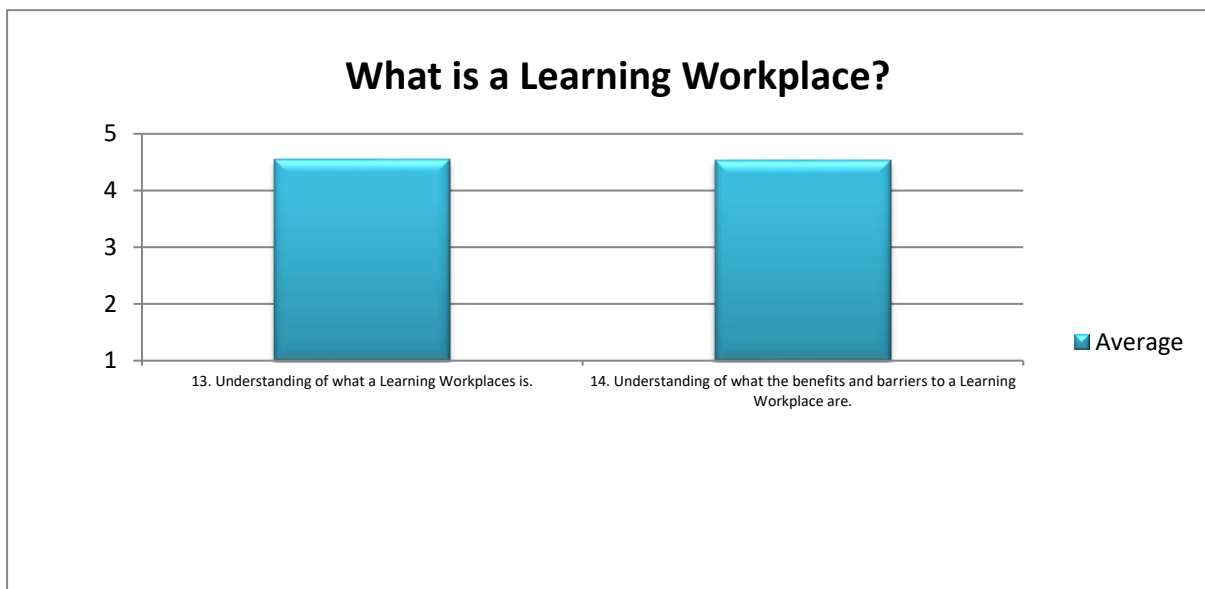 What is a Learning Workplace?
5
4
3
2
1
13. Understanding of what a Learning Workplaces is.
14. Understanding of what the benefits and barriers to a Learning
Workplace are.
Average